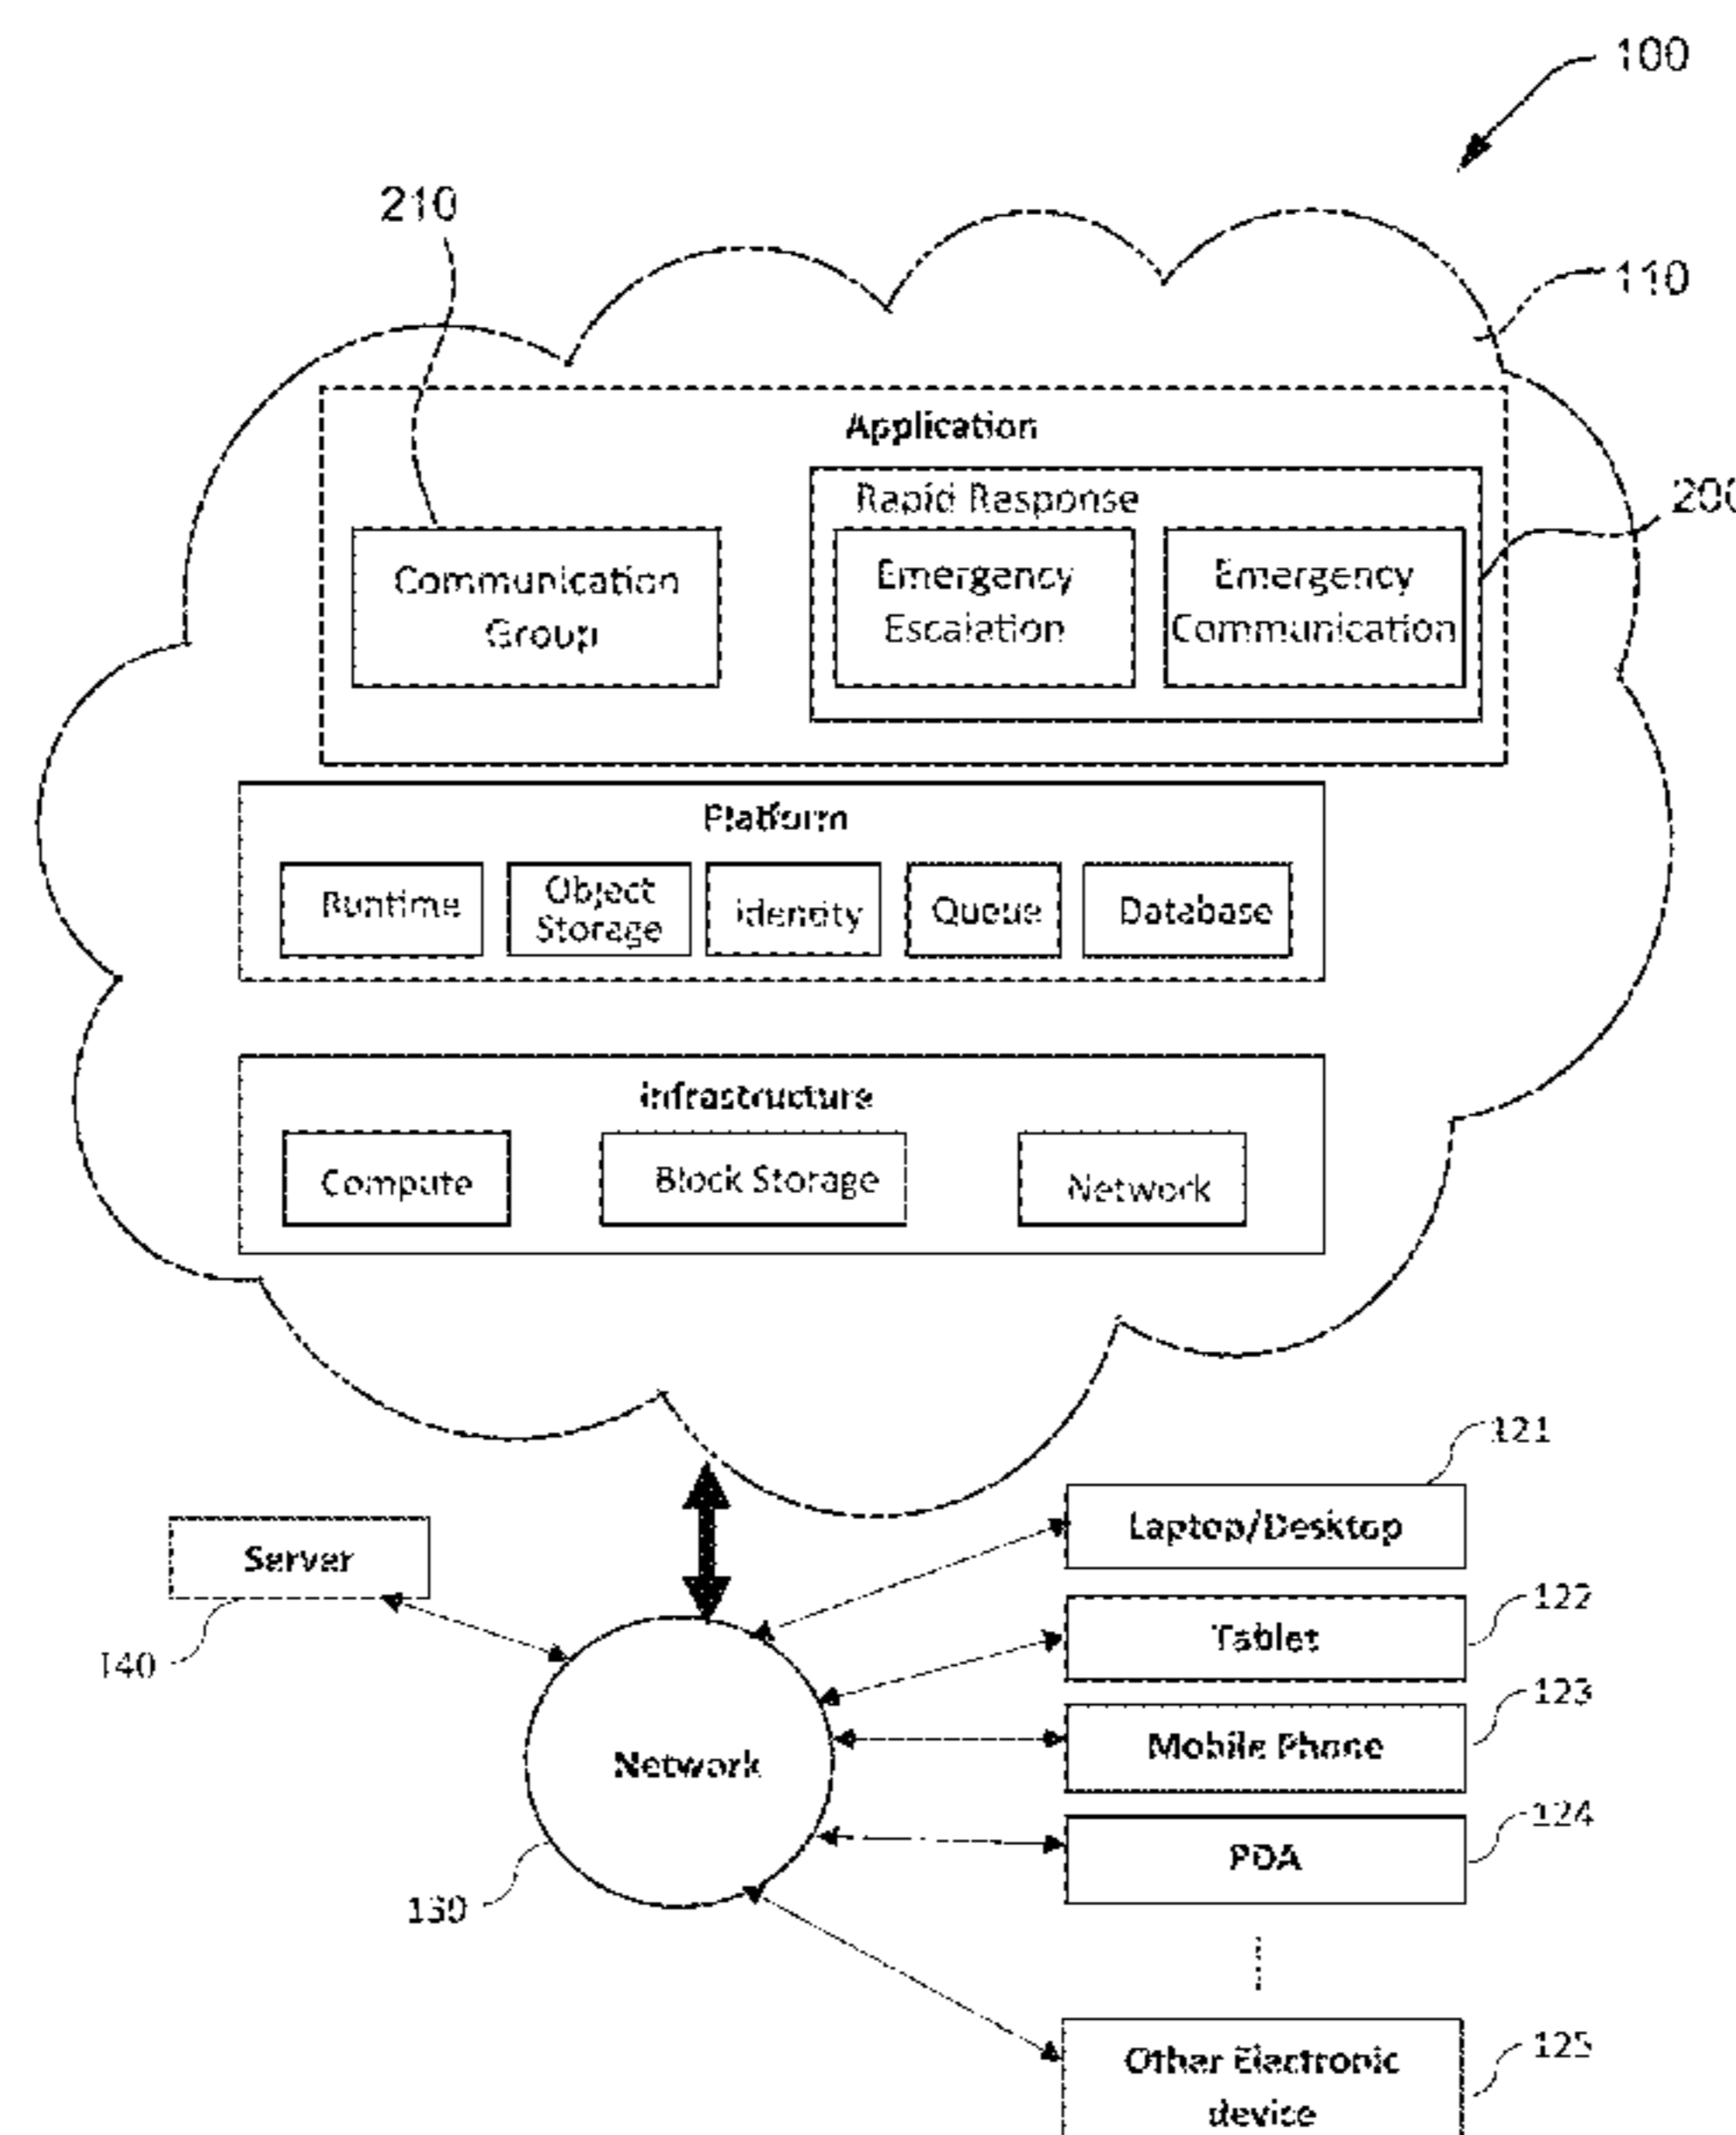 100
210
110
Application
Rapid Response
200
Communication
Group
Emergency
Escalation
Emergency
Communication
Platform
Runtime
Object
Storage
identity
Queue
Database
infrastructure
Compute
Block Storage
Network
121
Laptop/Desktop
Server
122
Tablet
140
123
Mobile Phone
Network
124
PDA
130
125
Other Electronic
device